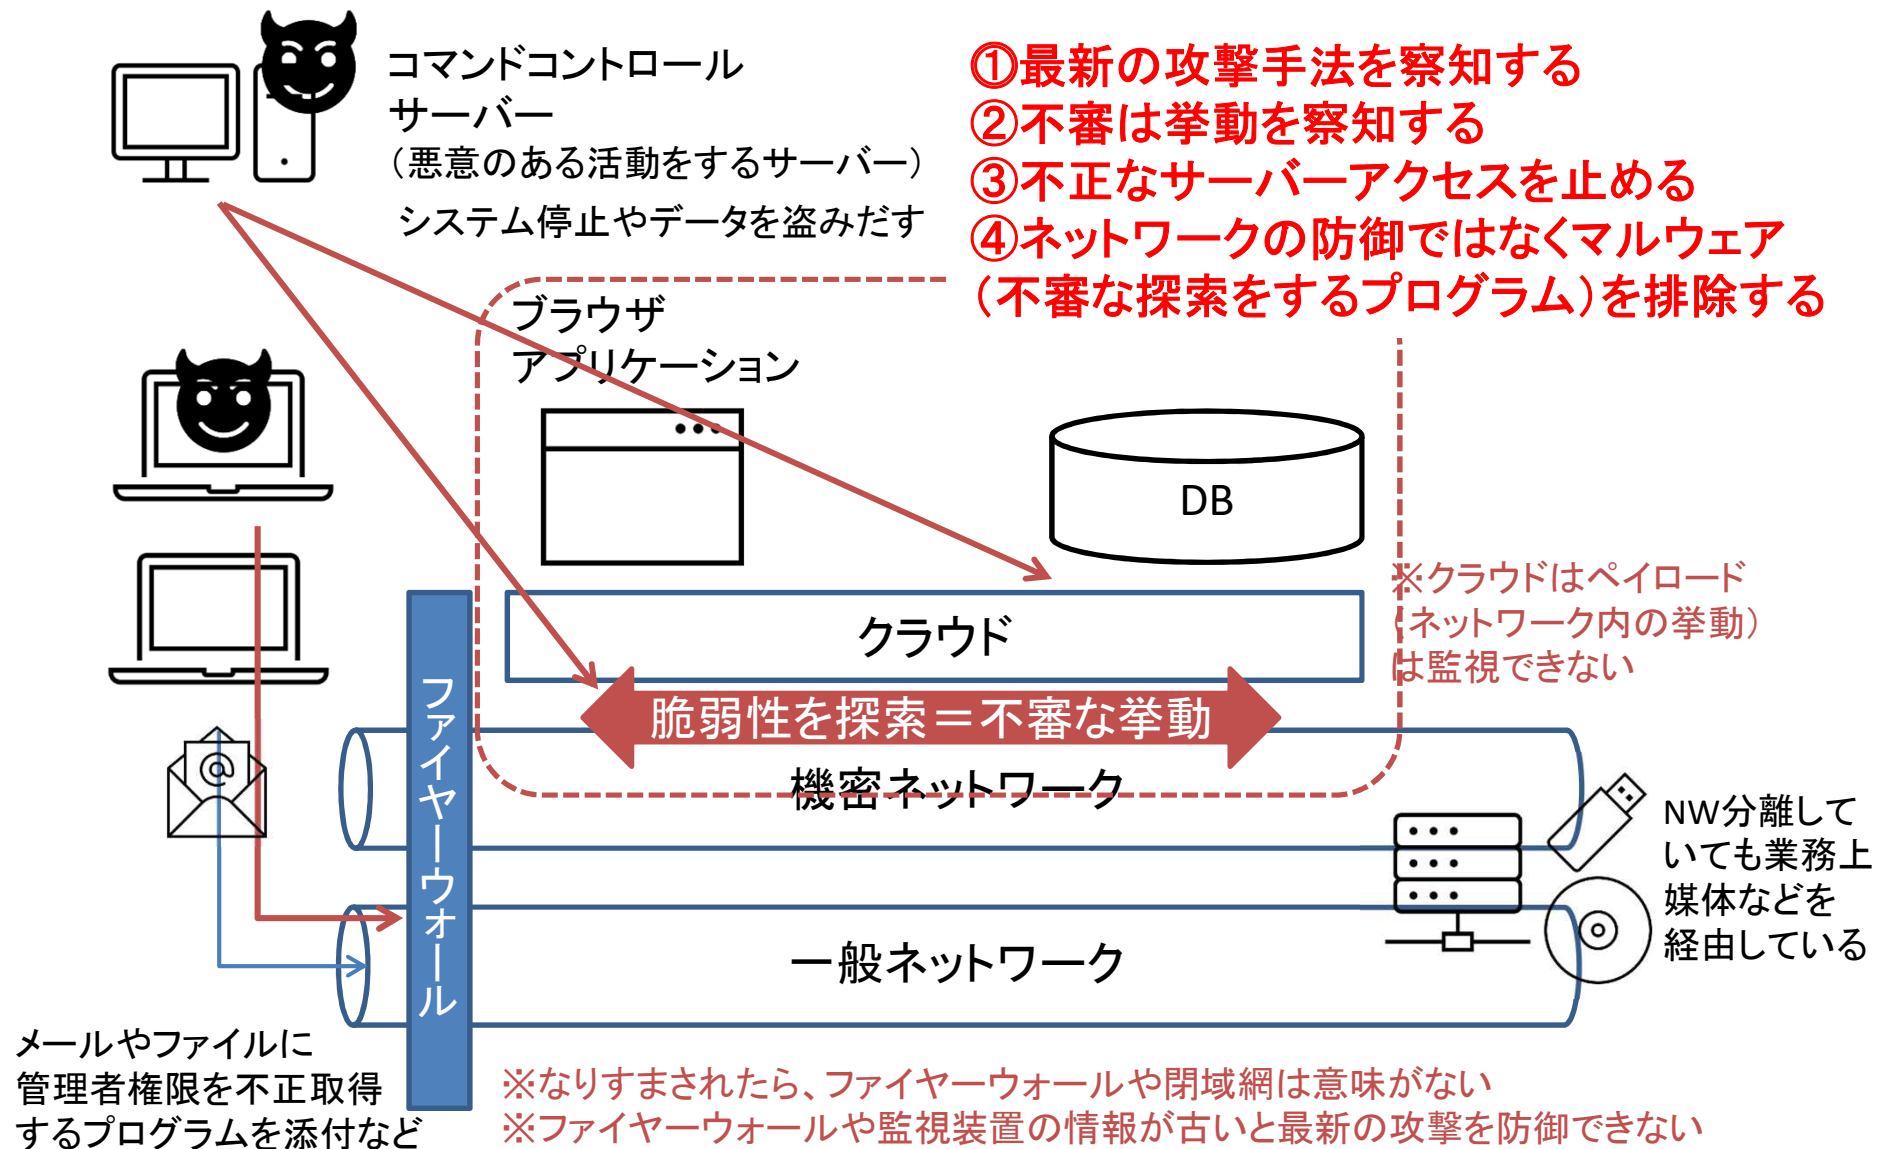 コマンドコントロール
サーバー
（悪意のある活動をするサーバー）
システム停止やデータを盗みだす
①最新の攻撃手法を察知する
②不審は挙動を察知する
③不正なサーバーアクセスを止める
④ネットワークの防御ではなくマルウェア
（不審な探索をするプログラム）を排除する
ブラウザ
アプリケーション
DB
※クラウドはペイロード
（ネットワーク内の挙動）
は監視できない
クラウド
ファイヤーウォール
脆弱性を探索＝不審な挙動
機密ネットワーク
@
NW分離して
いても業務上
媒体などを
経由している
一般ネットワーク
メールやファイルに
管理者権限を不正取得
するプログラムを添付など
※なりすまされたら、ファイヤーウォールや閉域網は意味がない
※ファイヤーウォールや監視装置の情報が古いと最新の攻撃を防御できない